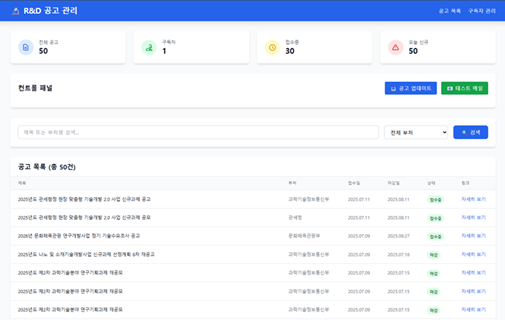 R&D 공고 관리
공고 목록 구독자 관리
전체 공고
50
구독자
1
접수중
30
오늘 신규
50
컨트롤 패널
공고 업데이트
테스트 메일
제목 또는 부처로 검색...
전체 부처
검색
공고 목록 (총 50건)
제목 부처 접수일 마감일 상태 링크
2025년도 관세행정 현장 맞춤형 기술개발 2.0 사업 신규과제 공고 과학기술정보통신부 2025.07.11 2025.08.11 접수중 자세히 보기
2025년도 관세행정 현장 맞춤형 기술개발 2.0 사업 신규과제 공모 관세청 2025.07.11 2025.08.11 접수중 자세히 보기
2026년 문화체육관광 연구개발사업 정기 기술수요조사 공고 문화체육관광부 2025.07.09 2025.08.27 접수중 자세히 보기
2025년도 나노 및 소재기술개발사업 신규과제 선정계획 8차 재공고 과학기술정보통신부 2025.07.09 2025.07.18 마감 자세히 보기
2025년도 제2차 과학기술분야 연구기획과제 재공모 과학기술정보통신부 2025.07.09 2025.07.15 마감 자세히 보기
2025년도 제2차 과학기술분야 연구기획과제 재공모 과학기술정보통신부 2025.07.09 2025.07.15 마감 자세히 보기
2025년도 제2차 과학기술분야 연구기획과제 재공모 과학기술정보통신부 2025.07.09 2025.07.15 마감 자세히 보기